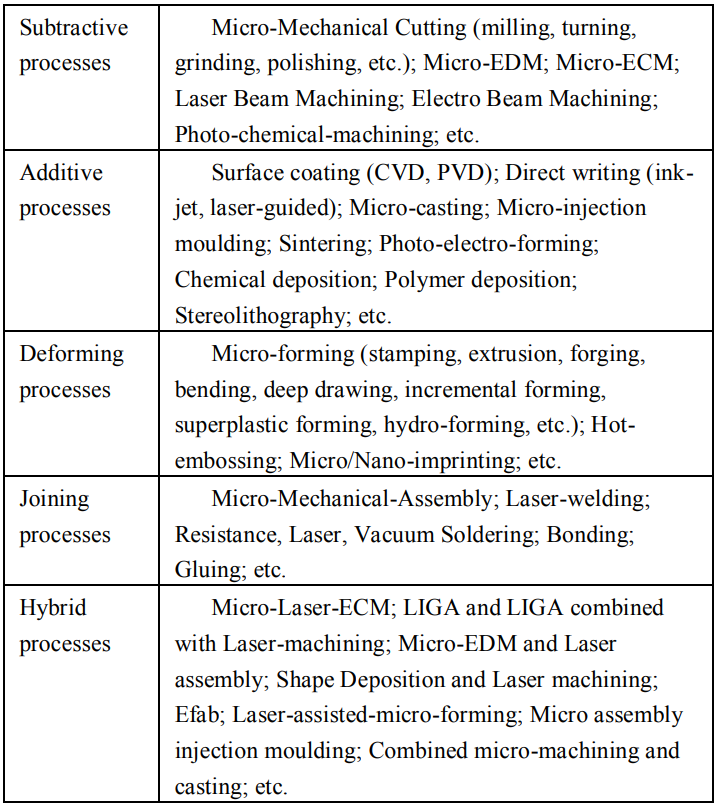 Subtractive
processes
Micro-Mechanical Cutting (milling, turning,
grinding, polishing, etc.); Micro-EDM; Micro-ECM;
Laser Beam Machining; Electro Beam Machining;
Photo-chemical-machining; etc.
Additive
processes
Surface coating (CVD, PVD); Direct writing (ink-
jet, laser-guided); Micro-casting; Micro-injection
moulding; Sintering; Photo-electro-forming;
Chemical deposition; Polymer deposition;
Stereolithography; etc.
Deforming
processes
Micro-forming (stamping, extrusion, forging,
bending, deep drawing, incremental forming,
superplastic forming, hydro-forming, etc.); Hot-
embossing; Micro/Nano-imprinting; etc.
Joining
processes
Micro-Mechanical-Assembly; Laser-welding;
Resistance, Laser, Vacuum Soldering; Bonding;
Gluing; etc.
Hybrid
processes
Micro-Laser-ECM; LIGA and LIGA combined
with Laser-machining; Micro-EDM and Laser
assembly; Shape Deposition and Laser machining;
Efab; Laser-assisted-micro-forming; Micro assembly
injection moulding; Combined micro-machining and
casting; etc.